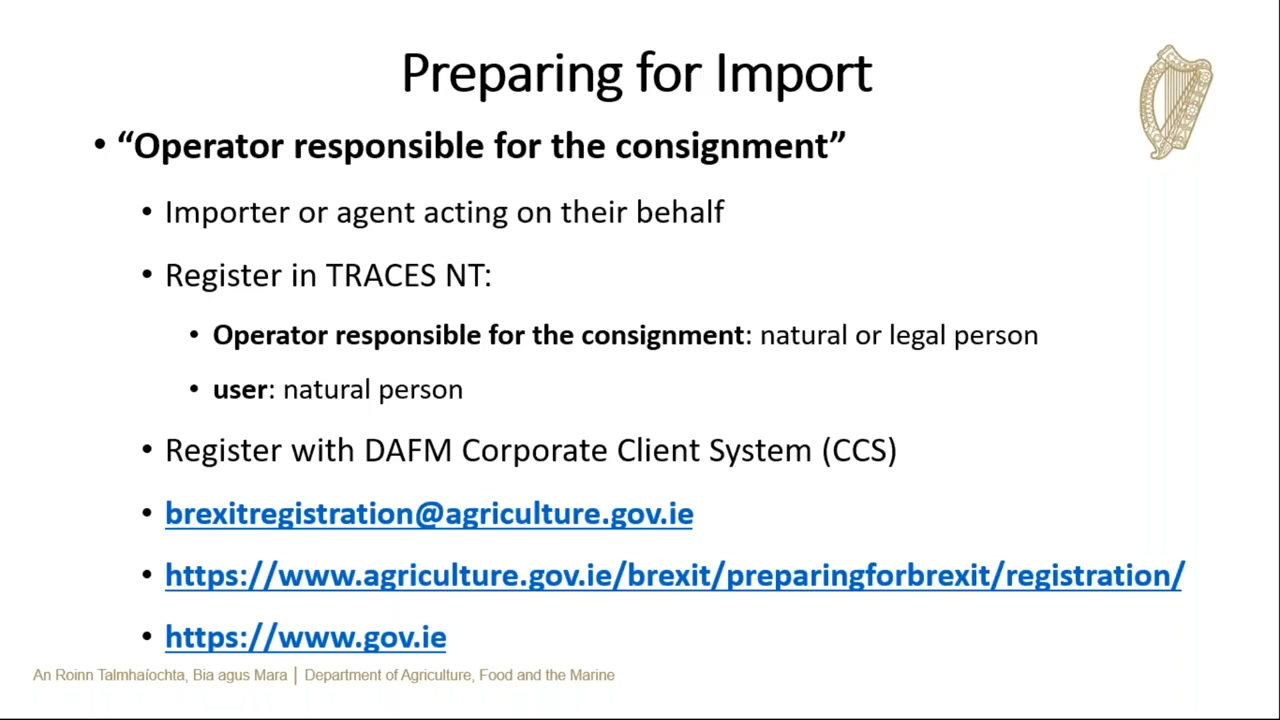 Preparing for Import
• “Operator responsible for the consignment”
• Importer or agent acting on their behalf
• Register in TRACES NT:
• Operator responsible for the consignment: natural or legal person
• user: natural person
• Register with DAFM Corporate Client System (CCS)
• brexitregistration@agriculture.gov.ie
• https://www.agriculture.gov.ie/brexit/preparingforbrexit/registration/
• https://www.gov.ie
An Roinn Talmhaíochta, Bia agus Mara | Department of Agriculture, Food and the Marine